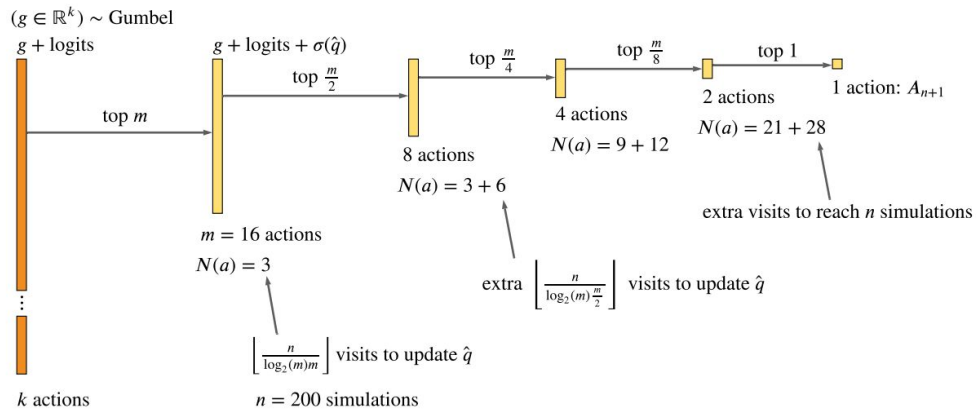 (g ∈ ℝ^k) ~ Gumbel
g + logits
g + logits + σ(q̂)
top m
top m/2
top m/4
top m/8
top 1
m = 16 actions
N(a) = 3
8 actions
N(a) = 3 + 6
4 actions
N(a) = 9 + 12
2 actions
N(a) = 21 + 28
1 action: A_{n+1}
extra visits to reach n simulations
extra ⌊n / (log₂(m) m/2)⌋ visits to update q̂
⌊n / (log₂(m)m)⌋ visits to update q̂
k actions
n = 200 simulations